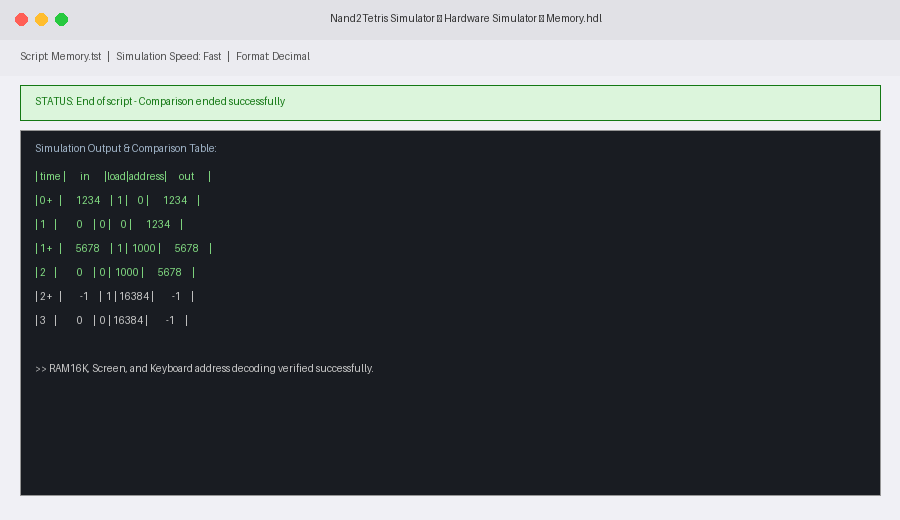 Nand2Tetris Simulator □ Hardware Simulator □ Memory.hdl
Script: Memory.tst | Simulation Speed: Fast | Format: Decimal
STATUS: End of script - Comparison ended successfully
Simulation Output & Comparison Table:
| time | in |load|address| out |
| 0+ | 1234 | 1 | 0 | 1234 |
| 1 | 0 | 0 | 0 | 1234 |
| 1+ | 5678 | 1 | 1000 | 5678 |
| 2 | 0 | 0 | 1000 | 5678 |
| 2+ | -1 | 1 | 16384 | -1 |
| 3 | 0 | 0 | 16384 | -1 |
>> RAM16K, Screen, and Keyboard address decoding verified successfully.